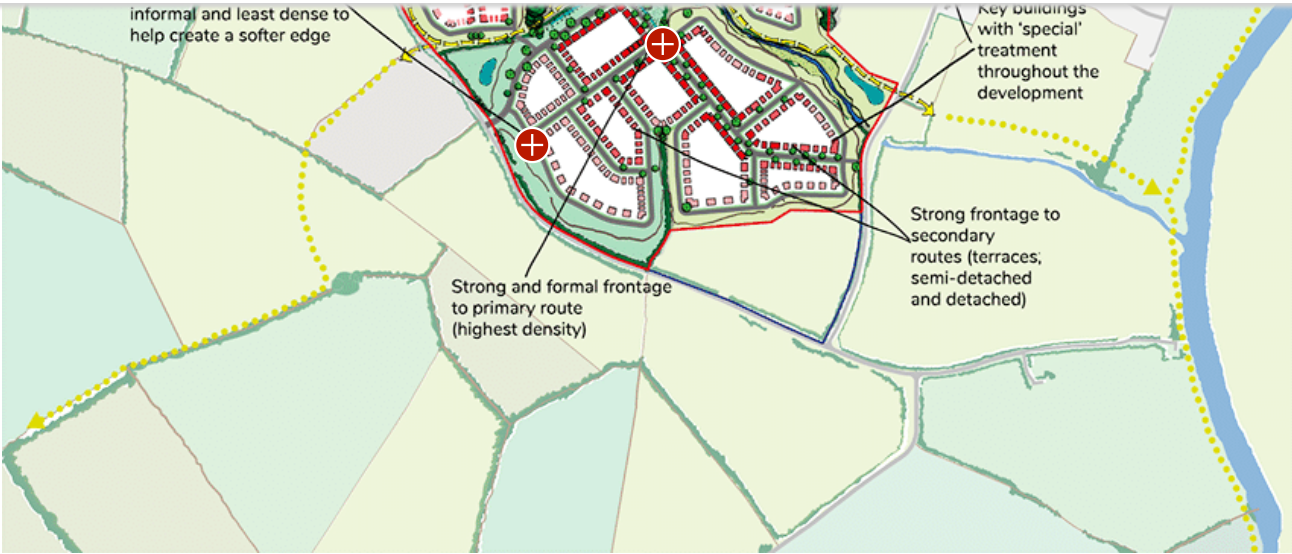 informal and least dense to
help create a softer edge
Key buildings
with ‘special’
treatment
throughout the
development
Strong frontage to
secondary
routes (terraces,
semi-detached
and detached)
Strong and formal frontage
to primary route
(highest density)